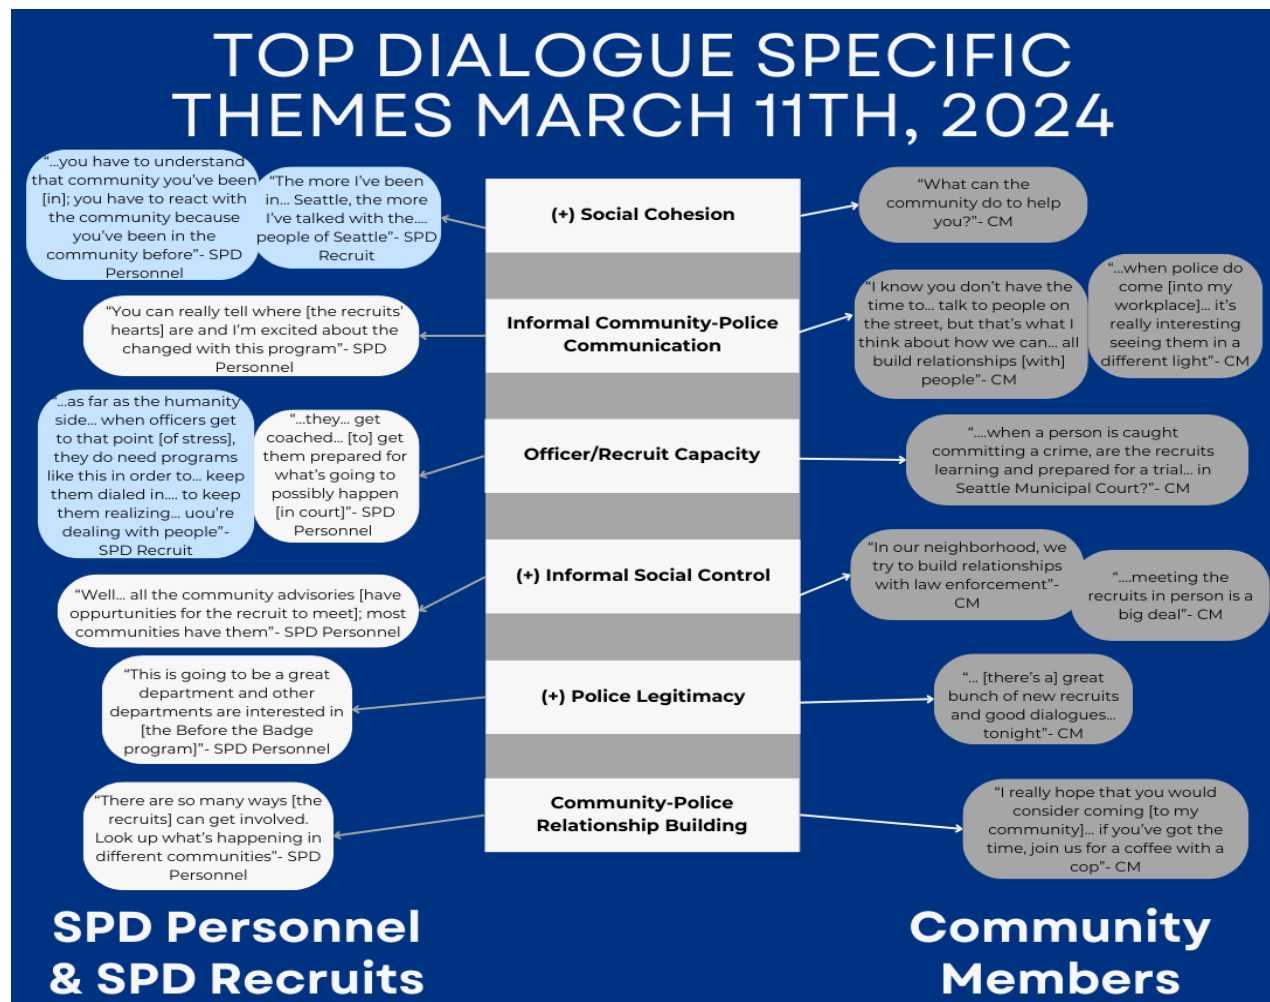 TOP DIALOGUE SPECIFIC
THEMES MARCH 11TH, 2024
“...you have to understand
that community you’ve been
[in]; you have to react with
the community because
you’ve been in the
community before”- SPD
Personnel
“The more I’ve been
in... Seattle, the more
I’ve talked with the....
people of Seattle”- SPD
Recruit
(+) Social Cohesion
“What can the
community do to help
you?”- CM
“You can really tell where [the recruits’
hearts] are and I’m excited about the
changed with this program”- SPD
Personnel
Informal Community-Police
Communication
“I know you don’t have the
time to... talk to people on
the street, but that’s what I
think about how we can... all
build relationships [with]
people”- CM
“...when police do
come [into my
workplace]... it’s
really interesting
seeing them in a
different light”- CM
“...as far as the humanity
side... when officers get
to that point [of stress],
they do need programs
like this in order to... keep
them dialed in.... to keep
them realizing... uou’re
dealing with people”-
SPD Recruit
“...they... get
coached... [to] get
them prepared for
what’s going to
possibly happen
[in court]”- SPD
Personnel
Officer/Recruit Capacity
“....when a person is caught
committing a crime, are the recruits
learning and prepared for a trial... in
Seattle Municipal Court?”- CM
“Well... all the community advisories [have
oppurtunities for the recruit to meet]; most
communities have them”- SPD Personnel
(+) Informal Social Control
“In our neighborhood, we
try to build relationships
with law enforcement”-
CM
“....meeting the
recruits in person is a
big deal”- CM
“This is going to be a great
department and other
departments are interested in
[the Before the Badge
program]”- SPD Personnel
(+) Police Legitimacy
“... [there’s a] great
bunch of new recruits
and good dialogues...
tonight”- CM
“There are so many ways [the
recruits] can get involved.
Look up what’s happening in
different communities”- SPD
Personnel
Community-Police
Relationship Building
“I really hope that you would
consider coming [to my
community]... if you’ve got the
time, join us for a coffee with a
cop”- CM
SPD Personnel
& SPD Recruits
Community
Members